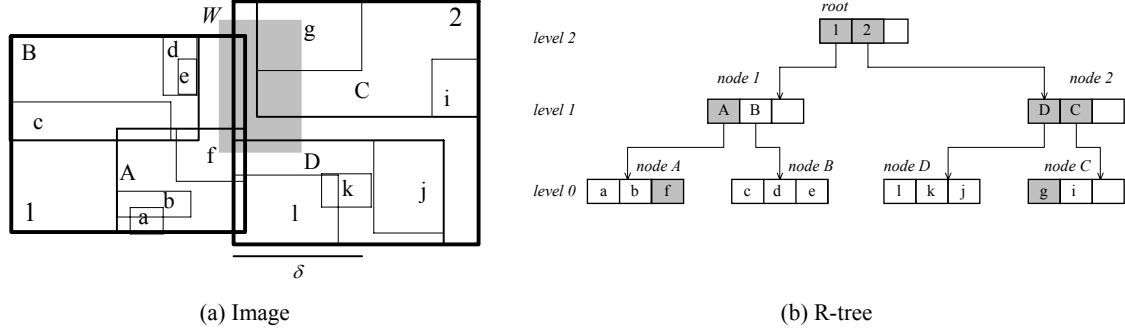 W
2
B
g
d
e
C
i
c
f
A
D
k
b
j
1
a
l
δ
(a) Image
root
level 2
1 2
node 1
node 2
level 1
A B
D C
node A
node B
node D
node C
level 0
a b f
c d e
l k j
g i
(b) R-tree